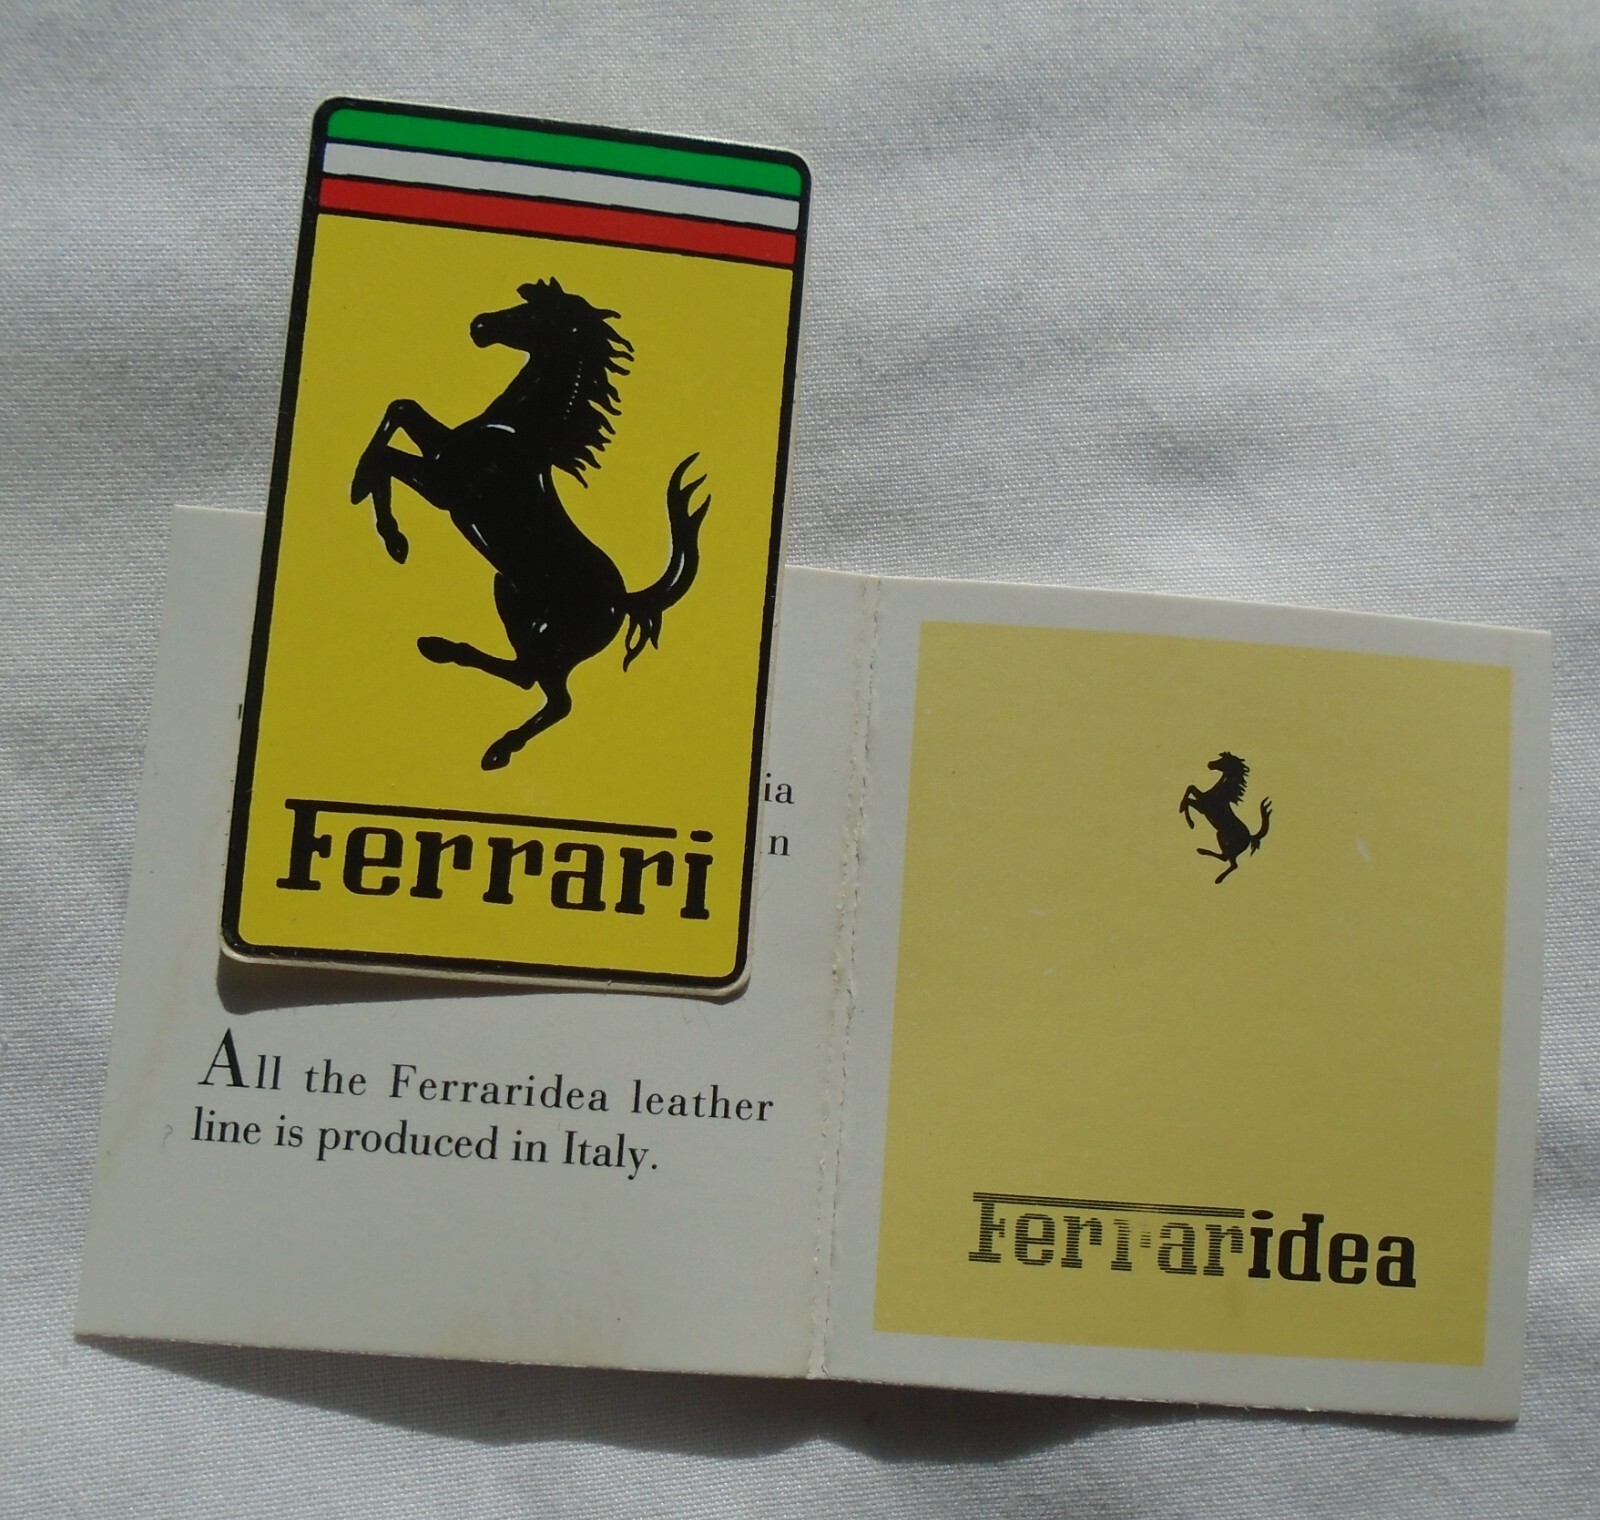 Ferrari
All the Ferraridea leather
line is produced in Italy.
Ferraridea